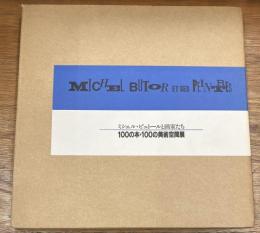 MICHEL BUTOR ET SES PEINTRES
ミシェル・ビュトールと画家たち
100の本・100の美術空間展